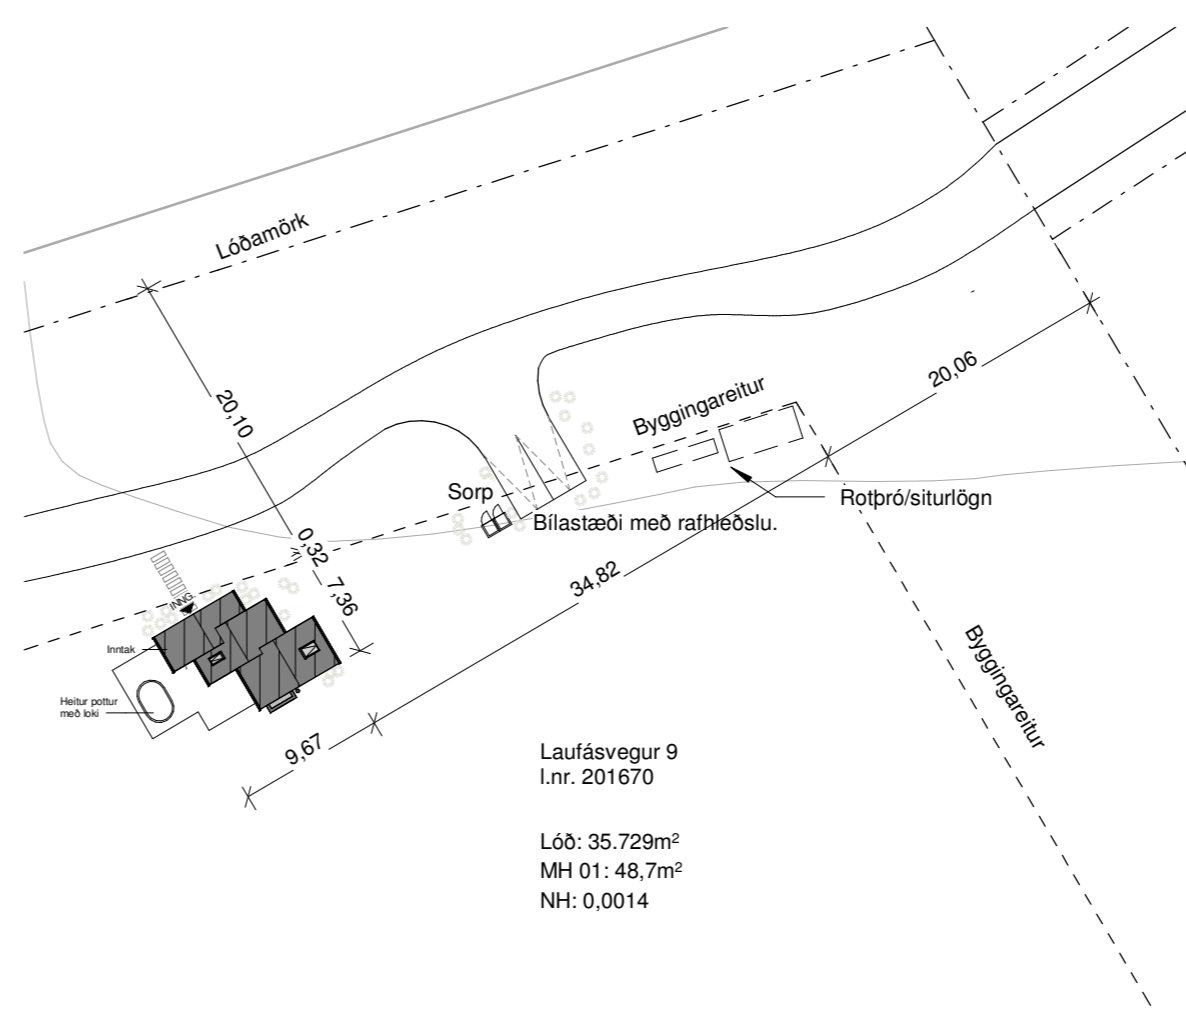 Lóðamörk
20,10
20,06
Byggingareitur
Sorp
Rotþró/siturlögn
Bílastæði með rafhleðslu.
0,32
7,36
34,82
INNG.
Inntak
Heitur pottur
með loki
Byggingareitur
9,67
Laufásvegur 9
l.nr. 201670
Lóð: 35.729m²
MH 01: 48,7m²
NH: 0,0014